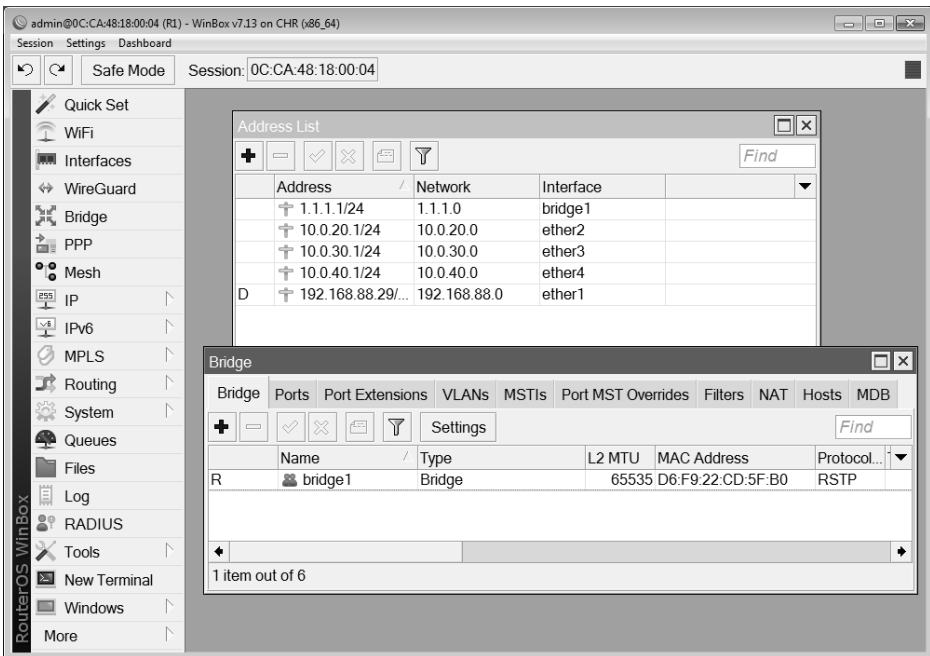 admin@0C:CA:48:18:00:04 (R1) - WinBox v7.13 on CHR (x86_64)
Session Settings Dashboard
Safe Mode Session: 0C:CA:48:18:00:04
Quick Set
WiFi
Interfaces
WireGuard
Bridge
PPP
Mesh
IP
IPv6
MPLS
Routing
System
Queues
Files
Log
RADIUS
Tools
New Terminal
Windows
More
RouterOS WinBox
Address List
Find
Address Network Interface
1.1.1.1/24 1.1.1.0 bridge1
10.0.20.1/24 10.0.20.0 ether2
10.0.30.1/24 10.0.30.0 ether3
10.0.40.1/24 10.0.40.0 ether4
D 192.168.88.29/... 192.168.88.0 ether1
Bridge
Bridge Ports Port Extensions VLANs MSTIs Port MST Overrides Filters NAT Hosts MDB
Settings Find
Name Type L2 MTU MAC Address Protocol...
R bridge1 Bridge 65535 D6:F9:22:CD:5F:B0 RSTP
1 item out of 6